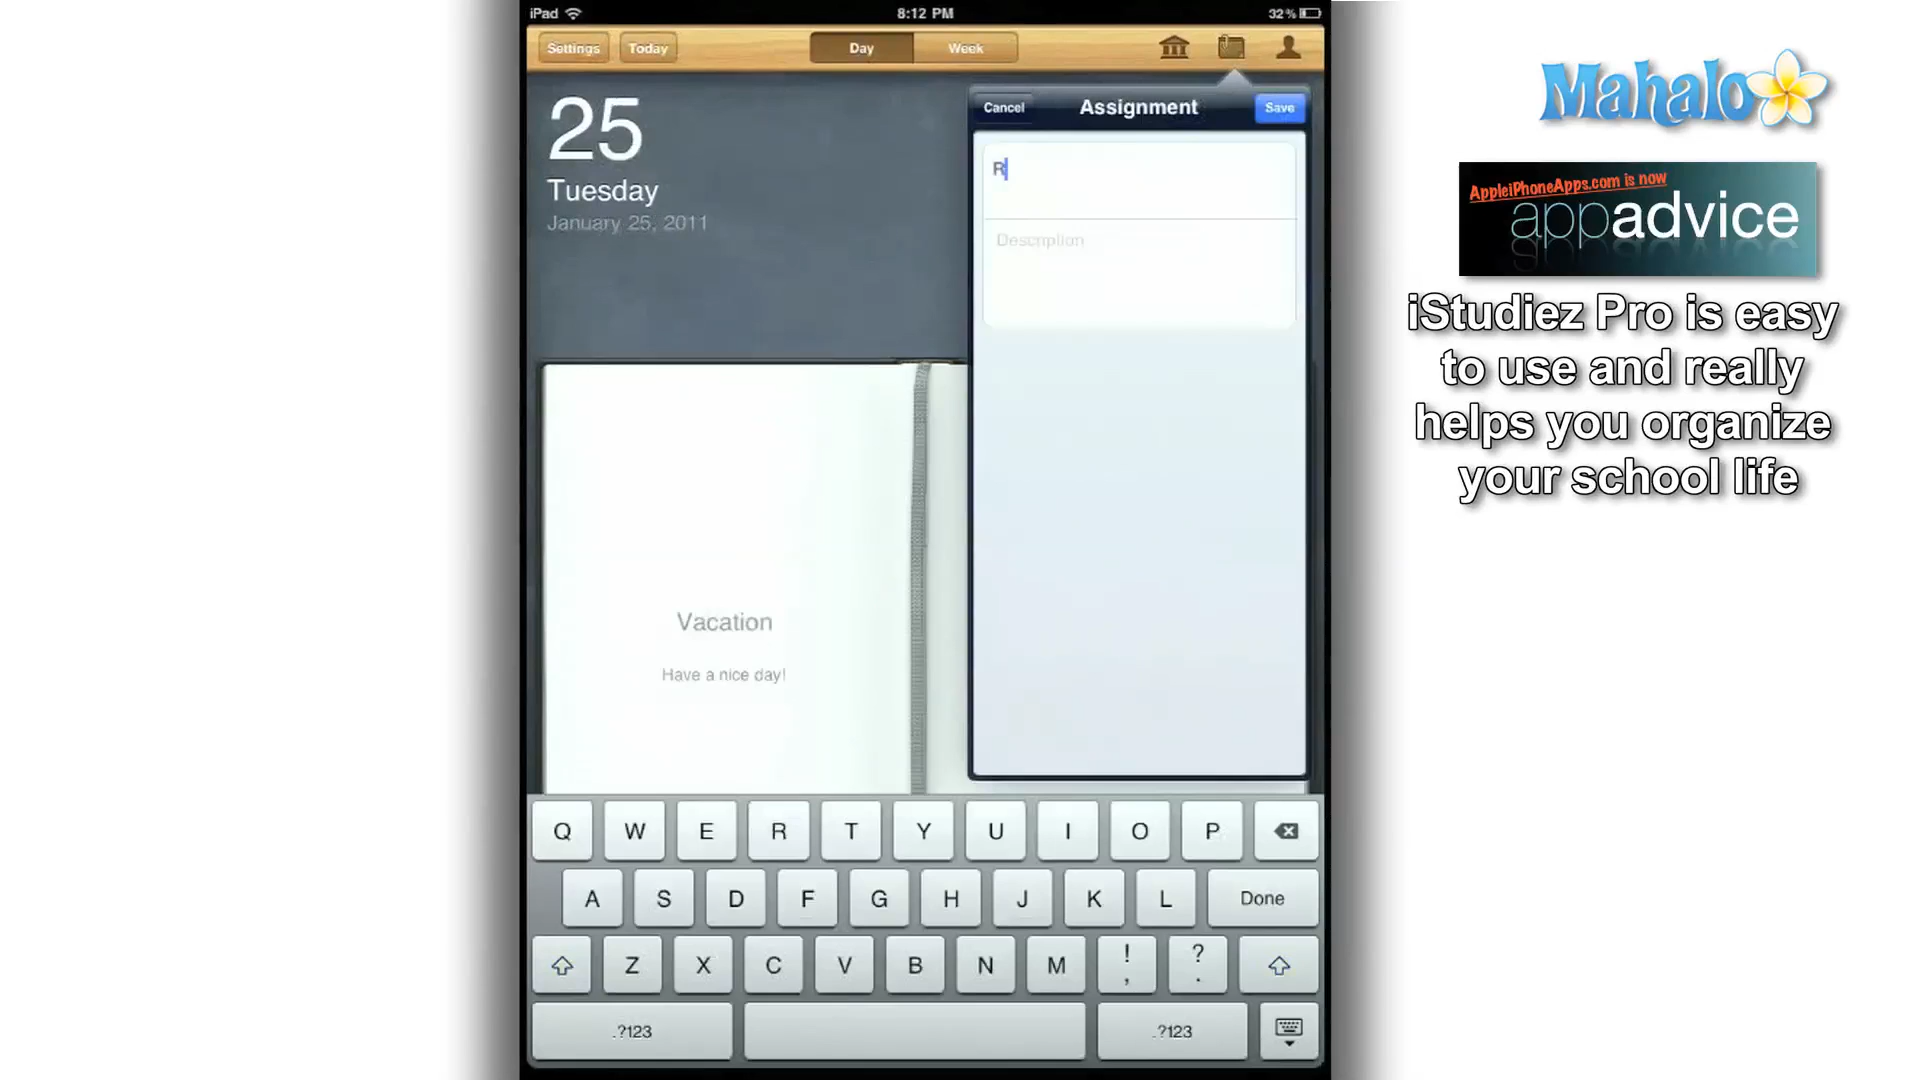 iPad
8:12 PM
32%
Settings
Today
Day
Week
25
Tuesday
January 25, 2011
Cancel
Assignment
Save
R
Description
Vacation
Have a nice day!
Q W E R T Y U I O P
A S D F G H J K L Done
Z X C V B N M ! , ? .
.?123
.?123
Mahalo
AppleiPhoneApps.com is now
appadvice
iStudiez Pro is easy
to use and really
helps you organize
your school life